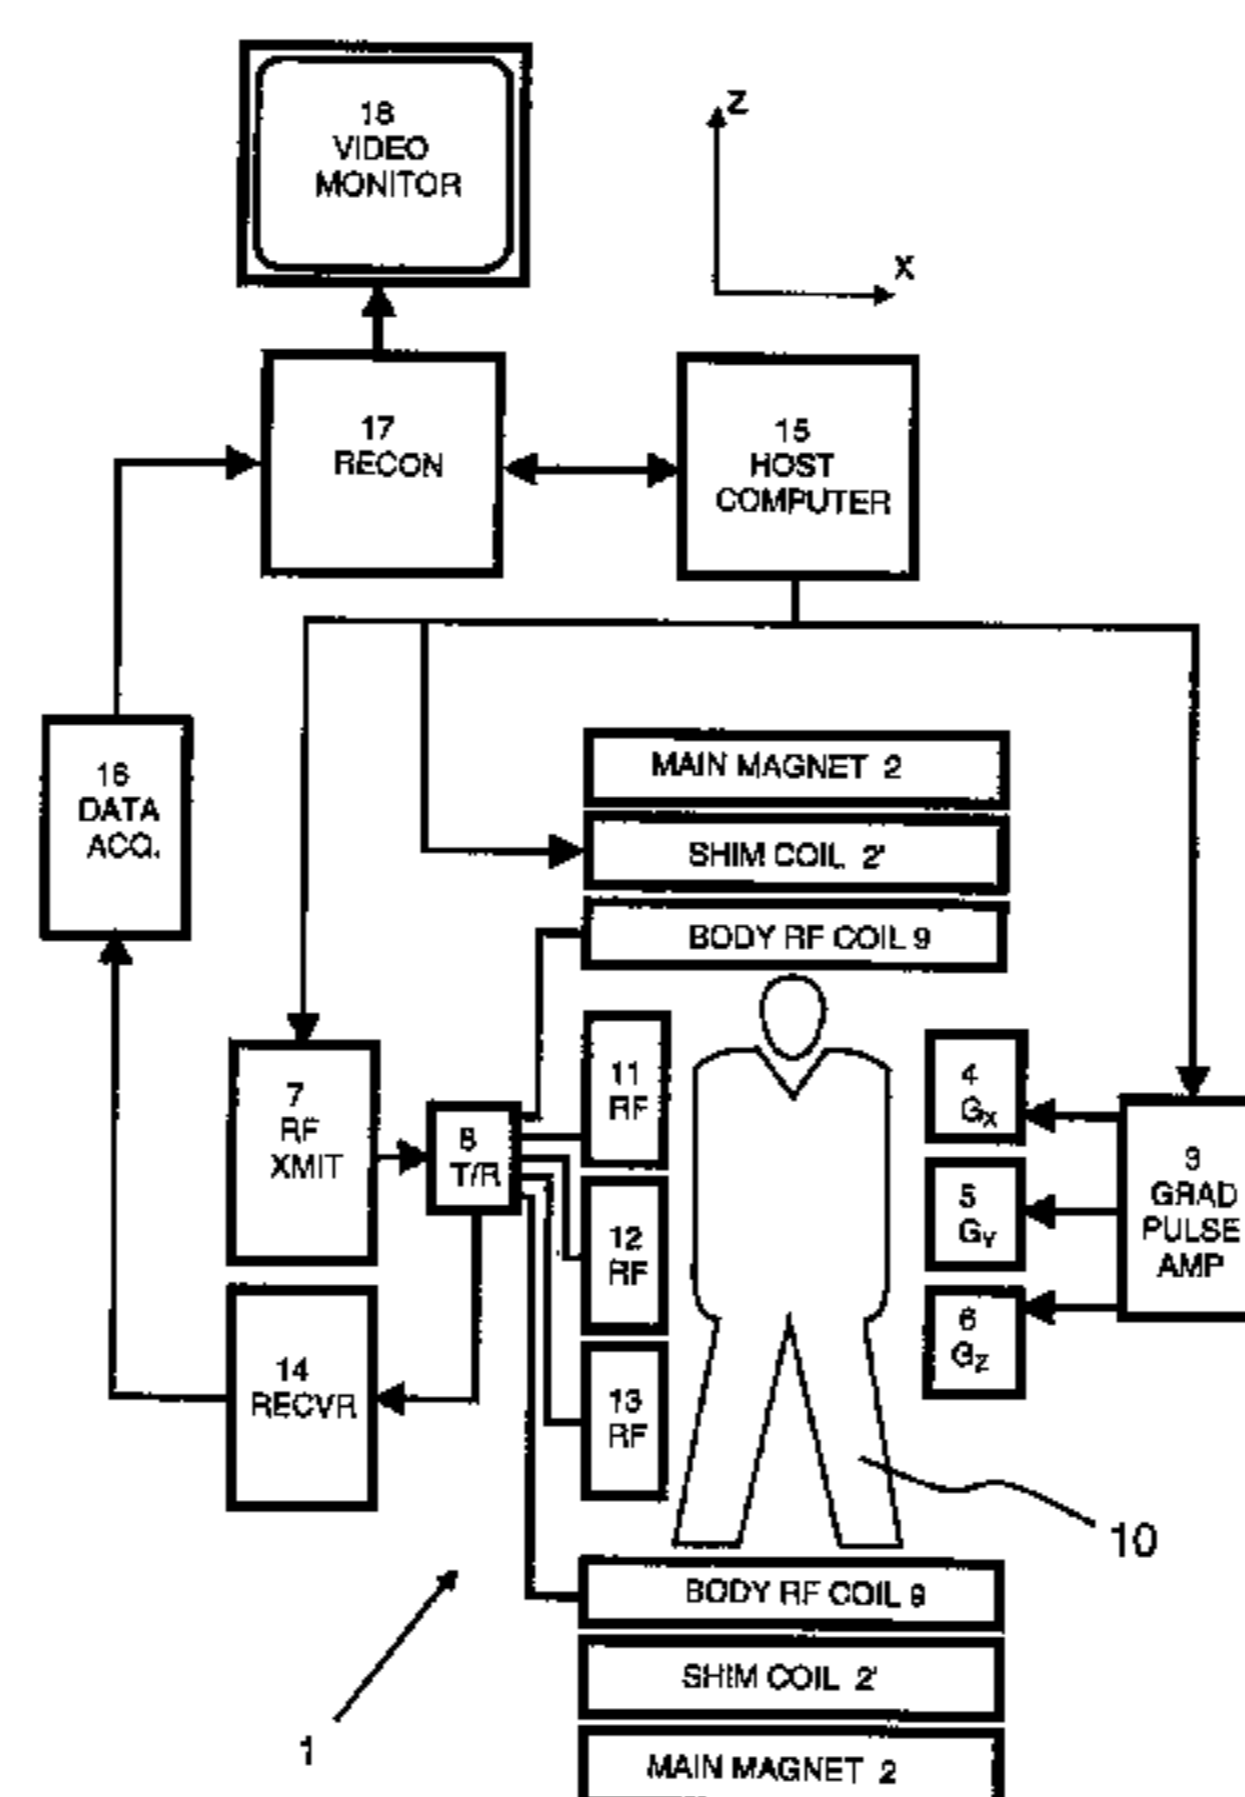 18
VIDEO
MONITOR
Z
X
17
RECON
15
HOST
COMPUTER
16
DATA
ACQ.
MAIN MAGNET 2
SHIM COIL 2'
BODY RF COIL 9
7
RF
XMIT
8
T/R
11
RF
12
RF
13
RF
4
GX
5
GY
6
GZ
3
GRAD
PULSE
AMP
14
RECVR
10
BODY RF COIL 9
SHIM COIL 2'
MAIN MAGNET 2
1